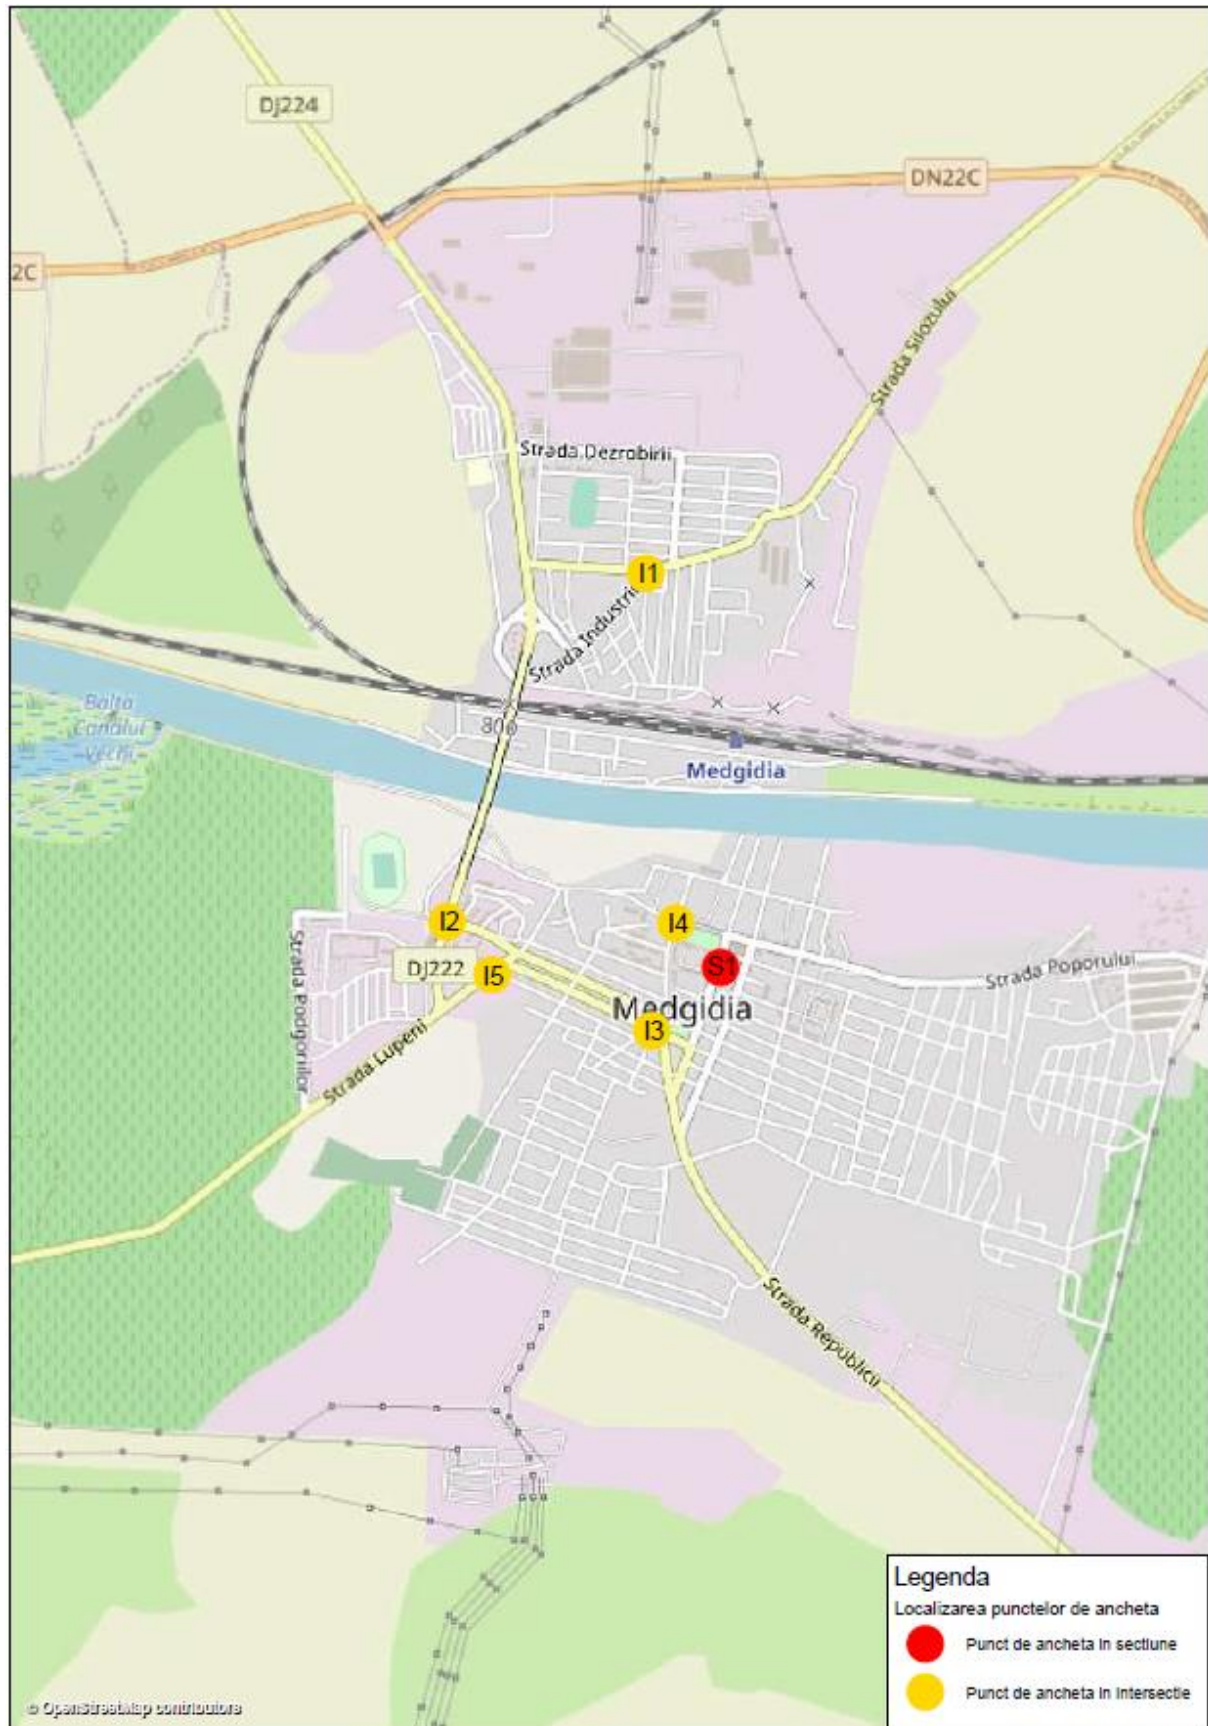 DJ224
DN22C
2C
Strada Silozului
Strada Dezrobirii
I1
Strada Industrii
Balta
Canalul
Vechi
800
Medgidia
I2
I4
DJ222
I5
S1
Strada Podgoriilor
Strada Poporului
Medgidia
I3
Strada Lupeni
Strada Republicii
Legenda
Localizarea punctelor de ancheta
Punct de ancheta in sectiune
Punct de ancheta in intersectie
© OpenStreetMap contributors